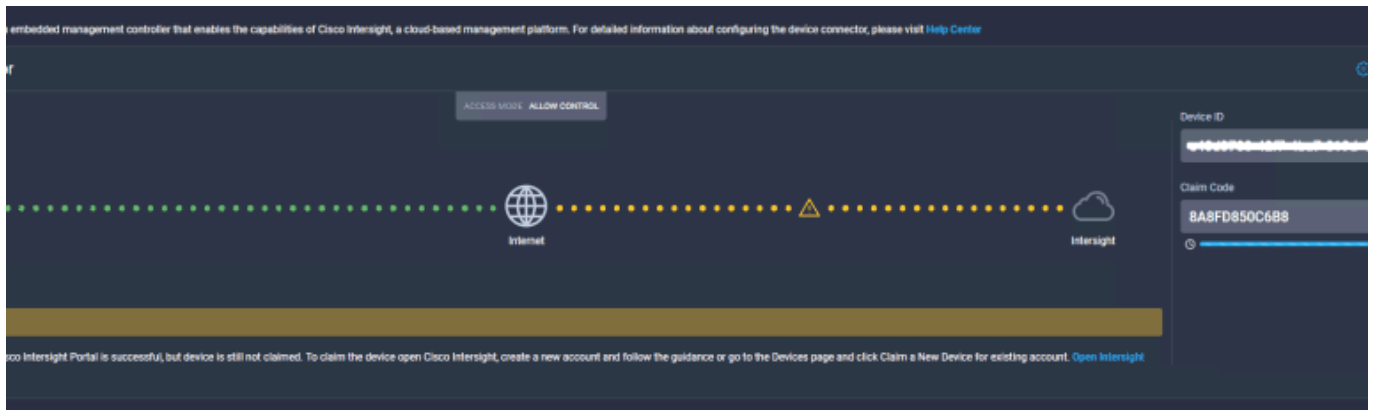 embedded management controller that enables the capabilities of Cisco Intersight, a cloud-based management platform. For detailed information about configuring the device connector, please visit Help Center
or
ACCESS MODE ALLOW CONTROL
Device ID
Claim Code
8A8FD850C6B8
Internet
Intersight
sco Intersight Portal is successful, but device is still not claimed. To claim the device open Cisco Intersight, create a new account and follow the guidance or go to the Devices page and click Claim a New Device for existing account. Open Intersight